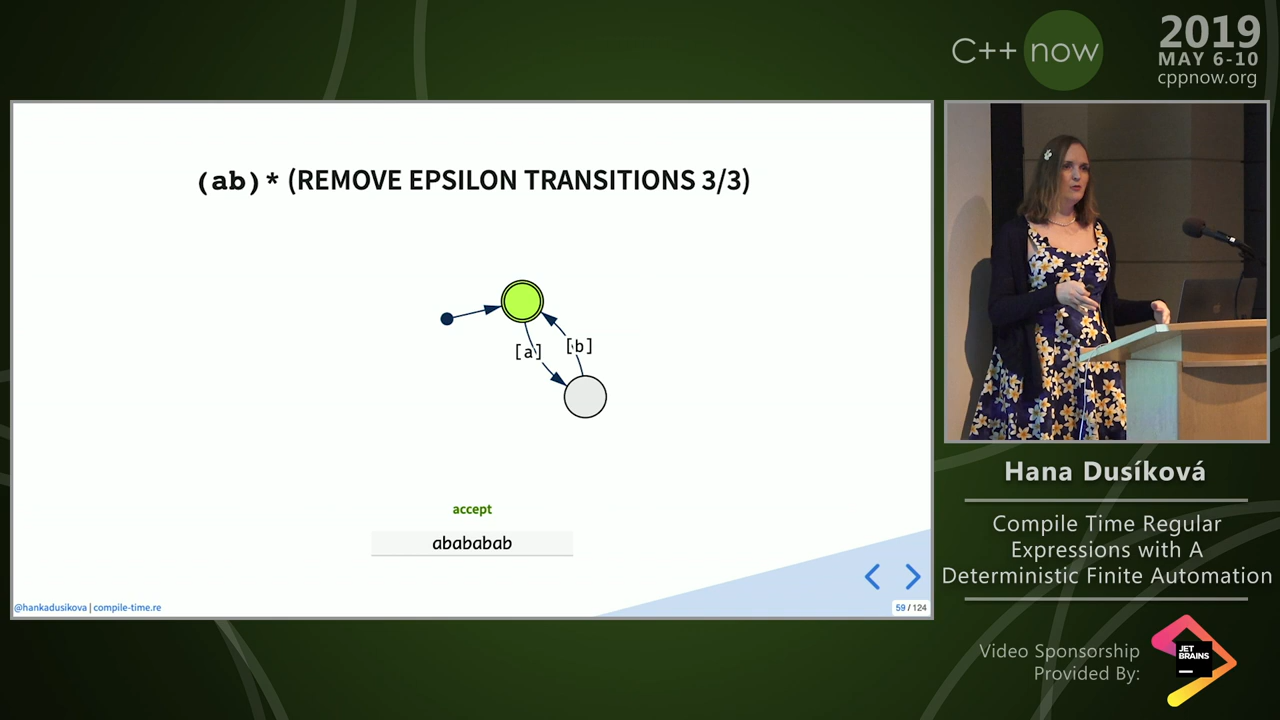 C++ now
2019
MAY 6-10
cppnow.org
(ab)* (REMOVE EPSILON TRANSITIONS 3/3)
[a]
[b]
accept
abababab
@hankadusikova | compile-time.re
59 / 124
Hana Dusíková
Compile Time Regular
Expressions with A
Deterministic Finite Automation
Video Sponsorship
Provided By:
JET
BRAINS